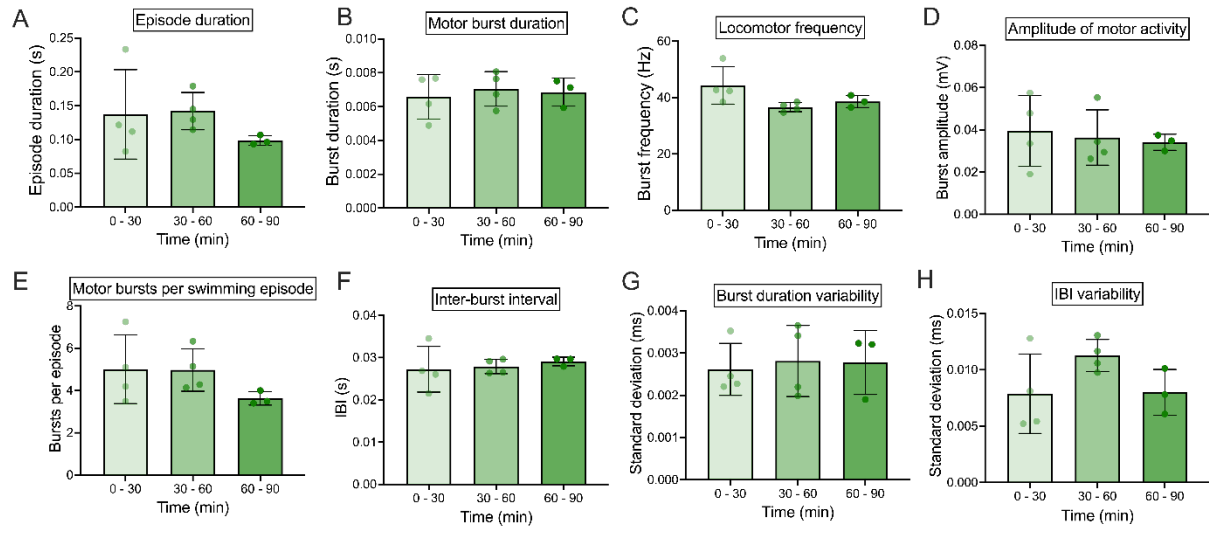 A
Episode duration
Episode duration (s)
0.25
0.20
0.15
0.10
0.05
0.00
0 - 30
30 - 60
60 - 90
Time (min)
B
Motor burst duration
Burst duration (s)
0.010
0.008
0.006
0.004
0.002
0.000
0 - 30
30 - 60
60 - 90
Time (min)
C
Locomotor frequency
Burst frequency (Hz)
60
40
20
0
0 - 30
30 - 60
60 - 90
Time (min)
D
Amplitude of motor activity
Burst amplitude (mV)
0.08
0.06
0.04
0.02
0.00
0 - 30
30 - 60
60 - 90
Time (min)
E
Motor bursts per swimming episode
Bursts per episode
8
6
4
2
0
0 - 30
30 - 60
60 - 90
Time (min)
F
Inter-burst interval
IBI (s)
0.04
0.03
0.02
0.01
0.00
0 - 30
30 - 60
60 - 90
Time (min)
G
Burst duration variability
Standard deviation (ms)
0.004
0.003
0.002
0.001
0.000
0 - 30
30 - 60
60 - 90
Time (min)
H
IBI variability
Standard deviation (ms)
0.015
0.010
0.005
0.000
0 - 30
30 - 60
60 - 90
Time (min)